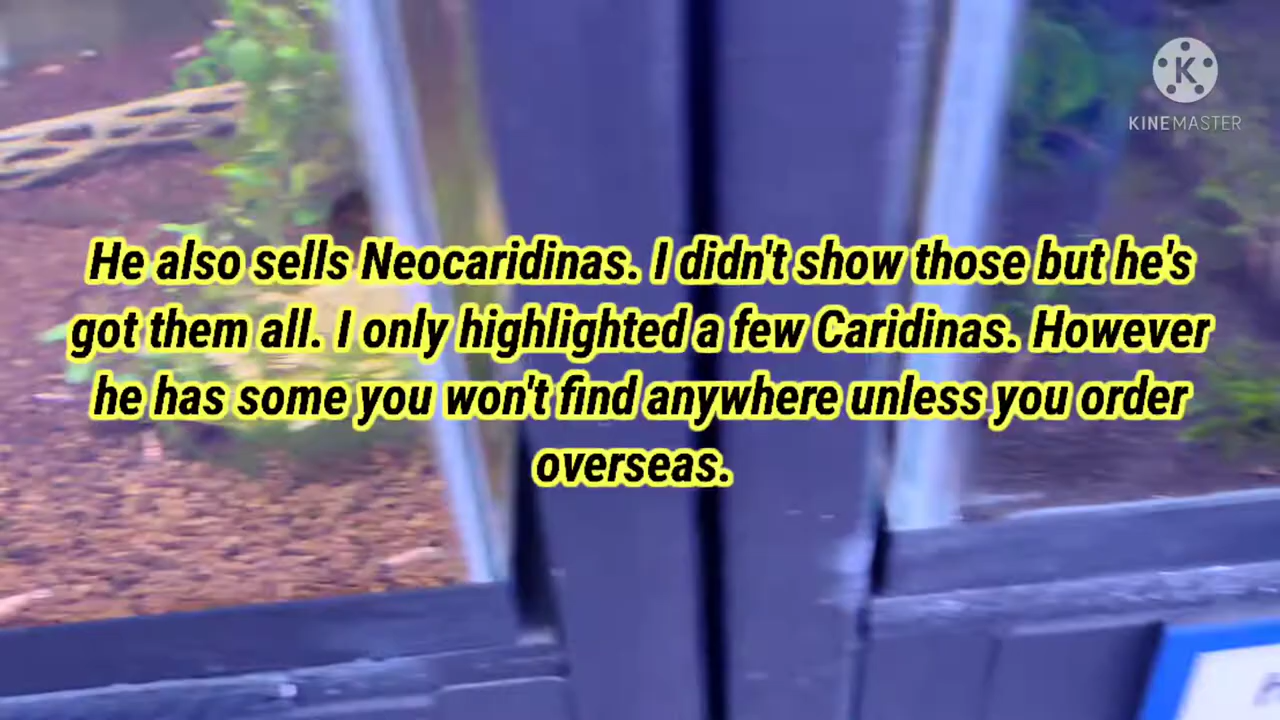 KINEMASTER
He also sells Neocaridinas. I didn't show those but he's
got them all. I only highlighted a few Caridinas. However
he has some you won't find anywhere unless you order
overseas.